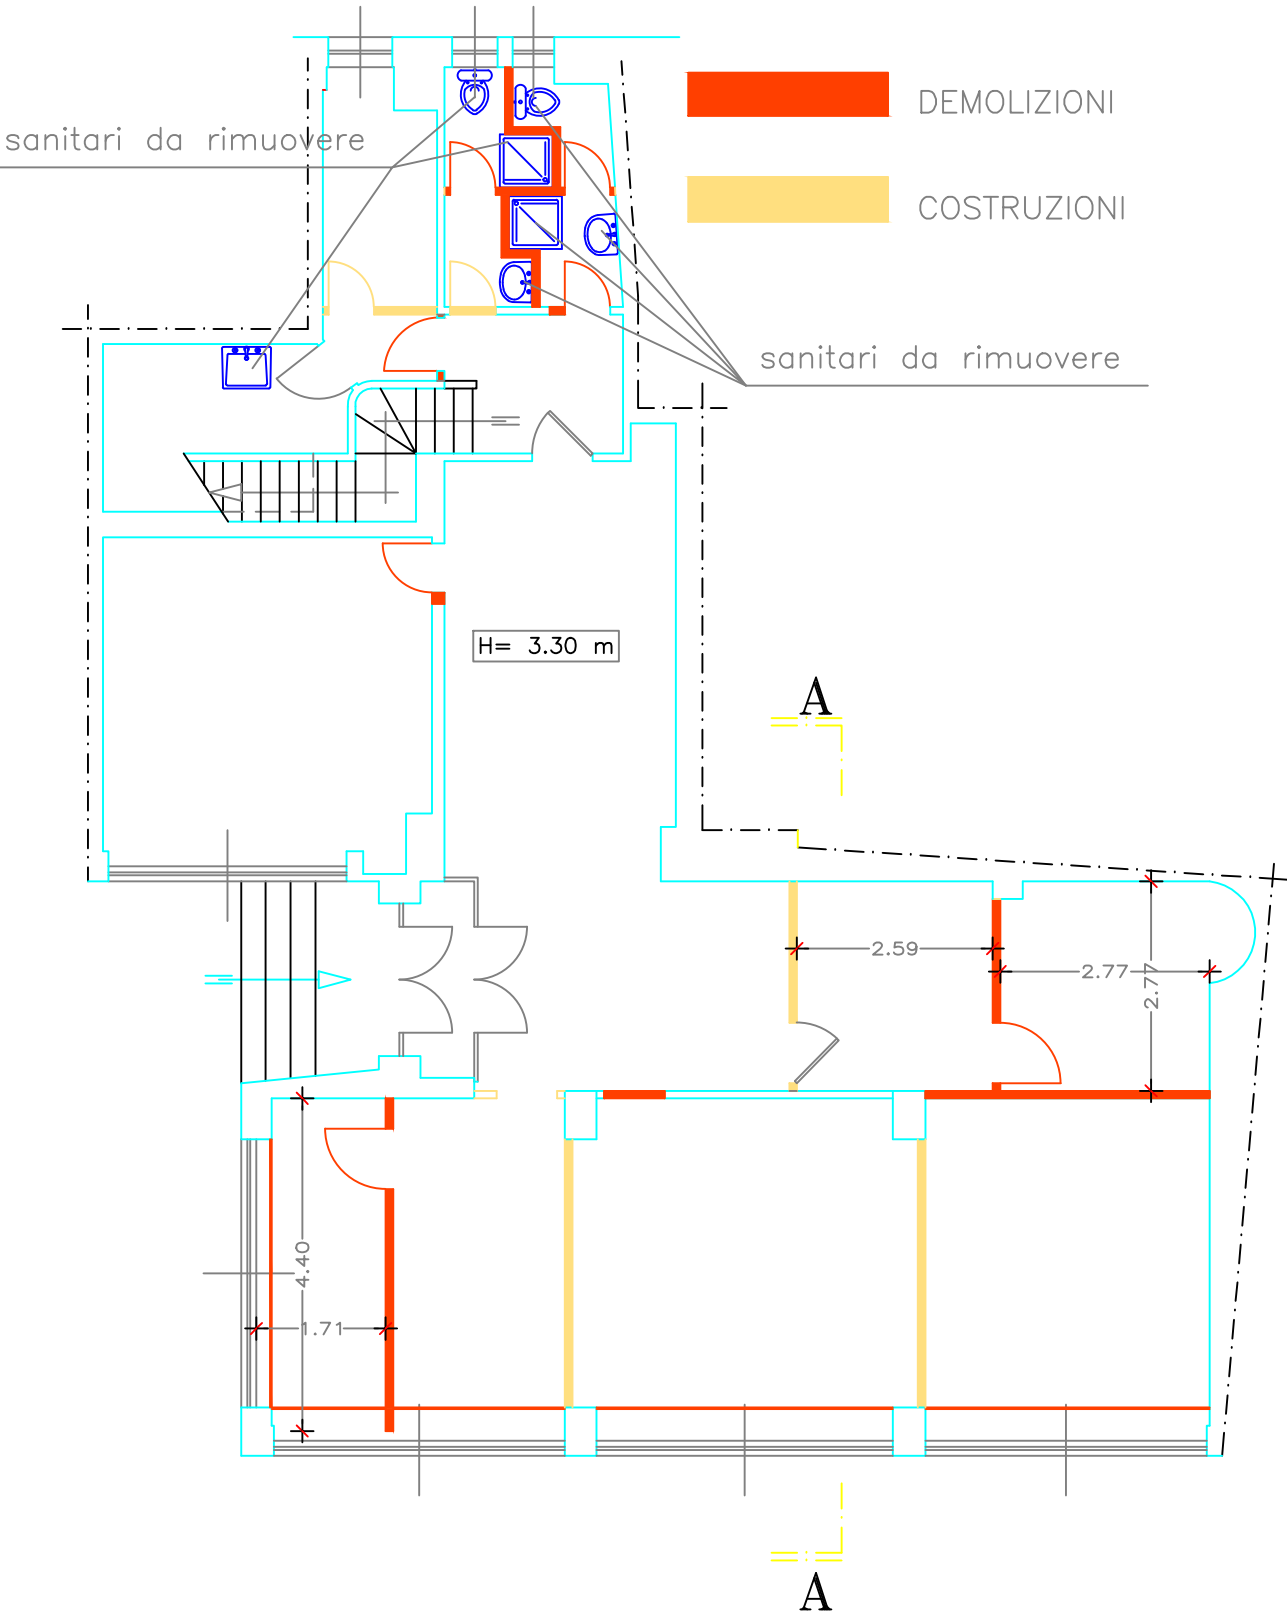 DEMOLIZIONI
sanitari da rimuovere
COSTRUZIONI
sanitari da rimuovere
H= 3.30 m
A
2.59
2.77
2.77
4.40
1.71
A